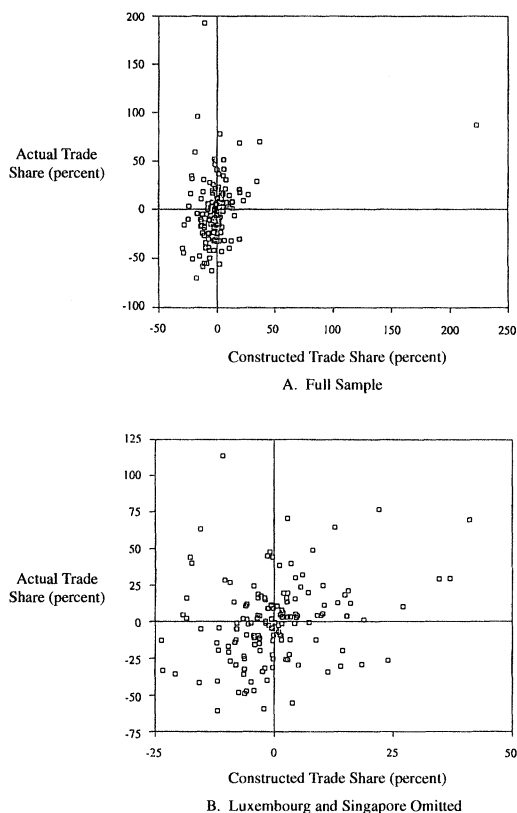 200
150
100
50
0
-50
-100
Actual Trade
Share (percent)
-50 0 50 100 150 200 250
Constructed Trade Share (percent)
A. Full Sample
125
100
75
50
25
0
-25
-50
-75
Actual Trade
Share (percent)
-25 0 25 50
Constructed Trade Share (percent)
B. Luxembourg and Singapore Omitted